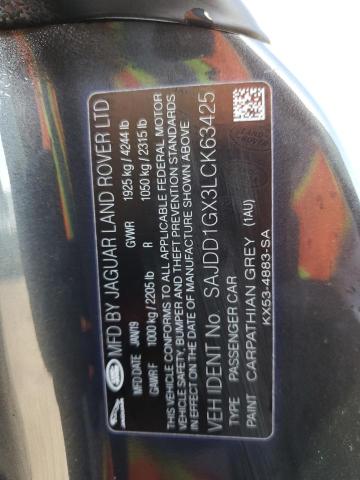 MFD BY JAGUAR LAND ROVER LTD
MFD DATE JAN/19 GVWR 1925 kg / 4244 lb
GAWR F 1000 kg / 2205 lb R 1050 kg / 2315 lb
THIS VEHICLE CONFORMS TO ALL APPLICABLE FEDERAL MOTOR
VEHICLE SAFETY, BUMPER AND THEFT PREVENTION STANDARDS
IN EFFECT ON THE DATE OF MANUFACTURE SHOWN ABOVE
VEH IDENT No. SAJDD1GX3LCK63425
TYPE PASSENGER CAR
PAINT CARPATHIAN GREY (1AU)
KX53-4883-SA